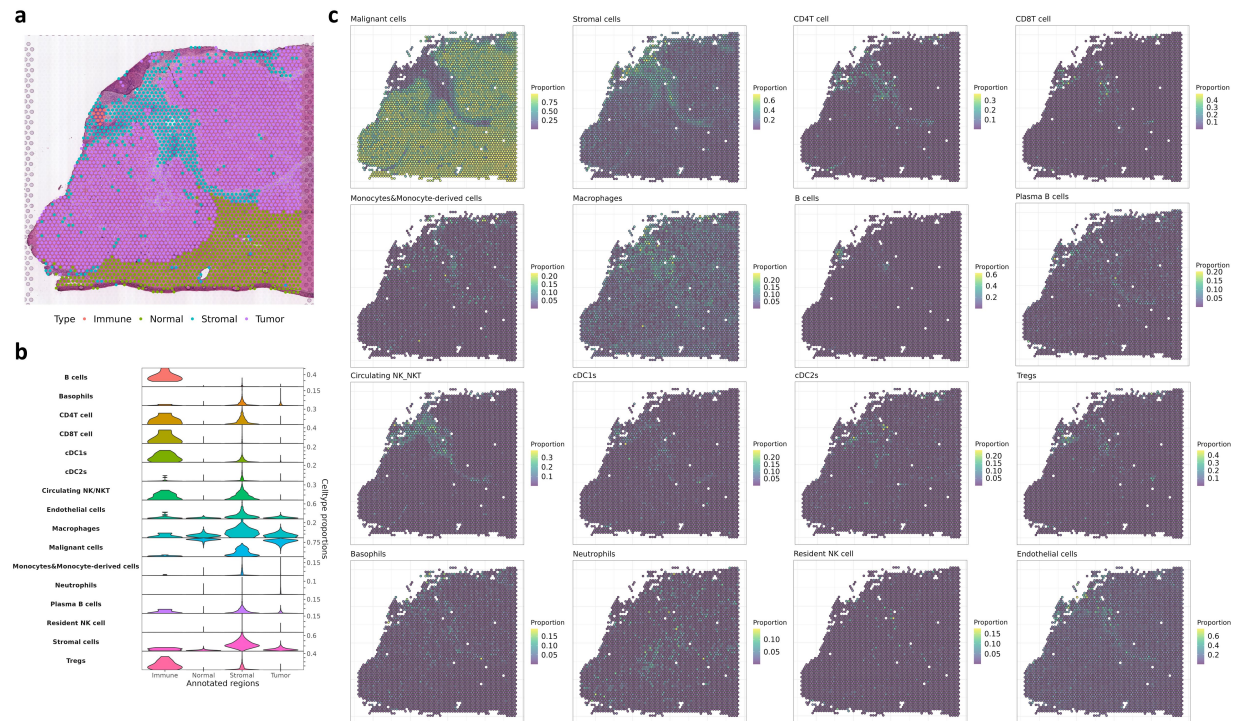 a
Type Immune Normal Stromal Tumor
b
B cells
0.4
Basophils
0.15
CD4T cell
0.3
CD8T cell
0.4
cDC1s
0.2
cDC2s
0.2
Circulating NK/NKT
0.3
Endothelial cells
0.6
Macrophages
0.2
Malignant cells
0.75
Monocytes&Monocyte-derived cells
0.15
Neutrophils
0.1
Plasma B cells
0.15
Resident NK cell
0.15
Stromal cells
0.6
Tregs
0.4
Celltype proportions
Immune Normal Stromal Tumor
Annotated regions
c
Malignant cells
Proportion
0.75
0.50
0.25
Stromal cells
Proportion
0.6
0.4
0.2
CD4T cell
Proportion
0.3
0.2
0.1
CD8T cell
Proportion
0.4
0.3
0.2
0.1
Monocytes&Monocyte-derived cells
Proportion
0.20
0.15
0.10
0.05
Macrophages
Proportion
0.20
0.15
0.10
0.05
B cells
Proportion
0.6
0.4
0.2
Plasma B cells
Proportion
0.20
0.15
0.10
0.05
Circulating NK_NKT
Proportion
0.3
0.2
0.1
cDC1s
Proportion
0.20
0.15
0.10
0.05
cDC2s
Proportion
0.20
0.15
0.10
0.05
Tregs
Proportion
0.4
0.3
0.2
0.1
Basophils
Proportion
0.15
0.10
0.05
Neutrophils
Proportion
0.10
0.05
Resident NK cell
Proportion
0.15
0.10
0.05
Endothelial cells
Proportion
0.6
0.4
0.2